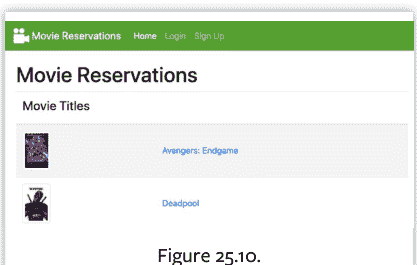 Movie Reservations Home Login Sign Up
Movie Reservations
Movie Titles
Avengers: Endgame
Deadpool
Figure 25.10.